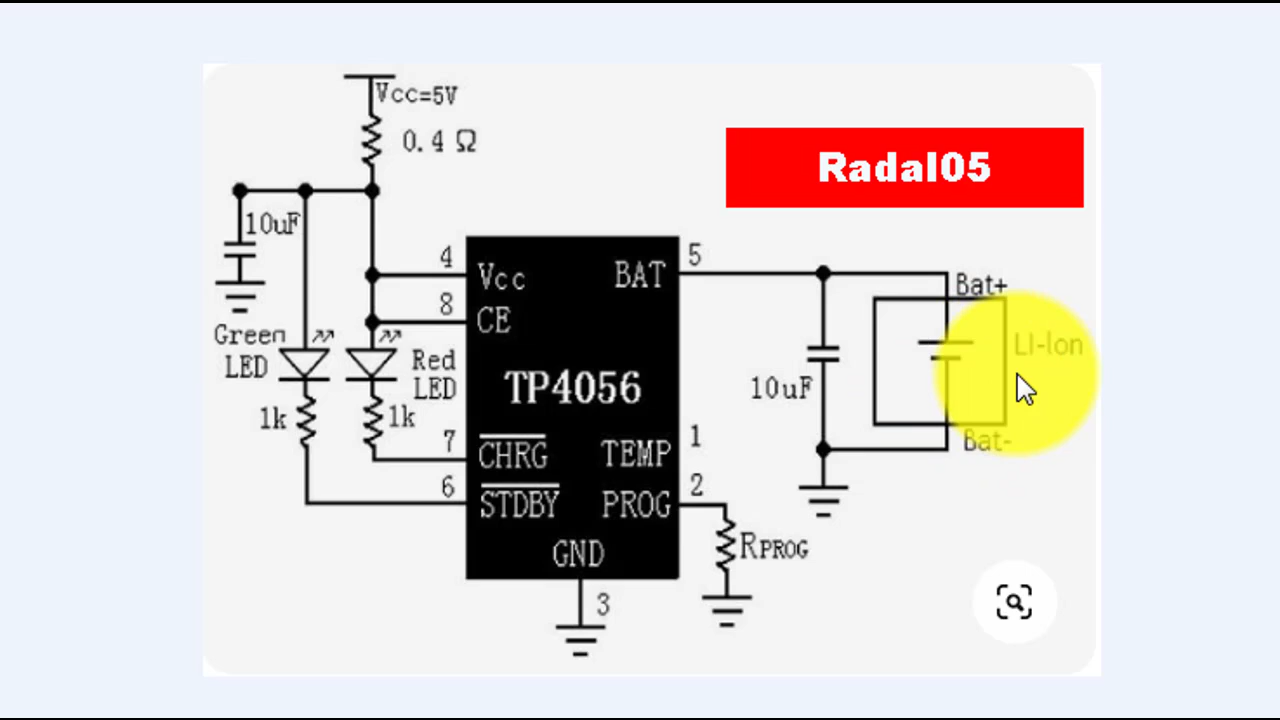 Vcc=5V
0.4 Ω
Radal05
10uF
4
Vcc
BAT
5
8
CE
Bat+
Green
LED
Red
LED
TP4056
LI-Ion
10uF
1k
1k
7
CHRG
TEMP
1
Bat-
6
STDBY
PROG
2
GND
RPROG
3